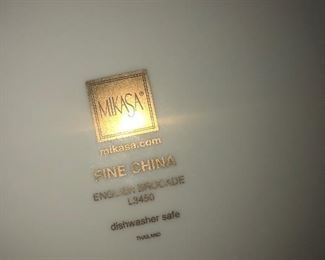 MIKASA®
mikasa.com
FINE CHINA
ENGLISH BROCADE
L3450
dishwasher safe
THAILAND